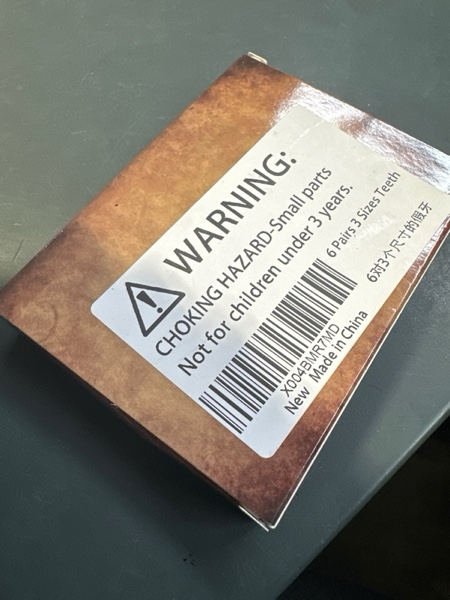 WARNING:
CHOKING HAZARD-Small parts
Not for children under 3 years.
6 Pairs 3 Sizes Teeth
6对3个尺寸的假牙
X004BMR7MD
New Made in China